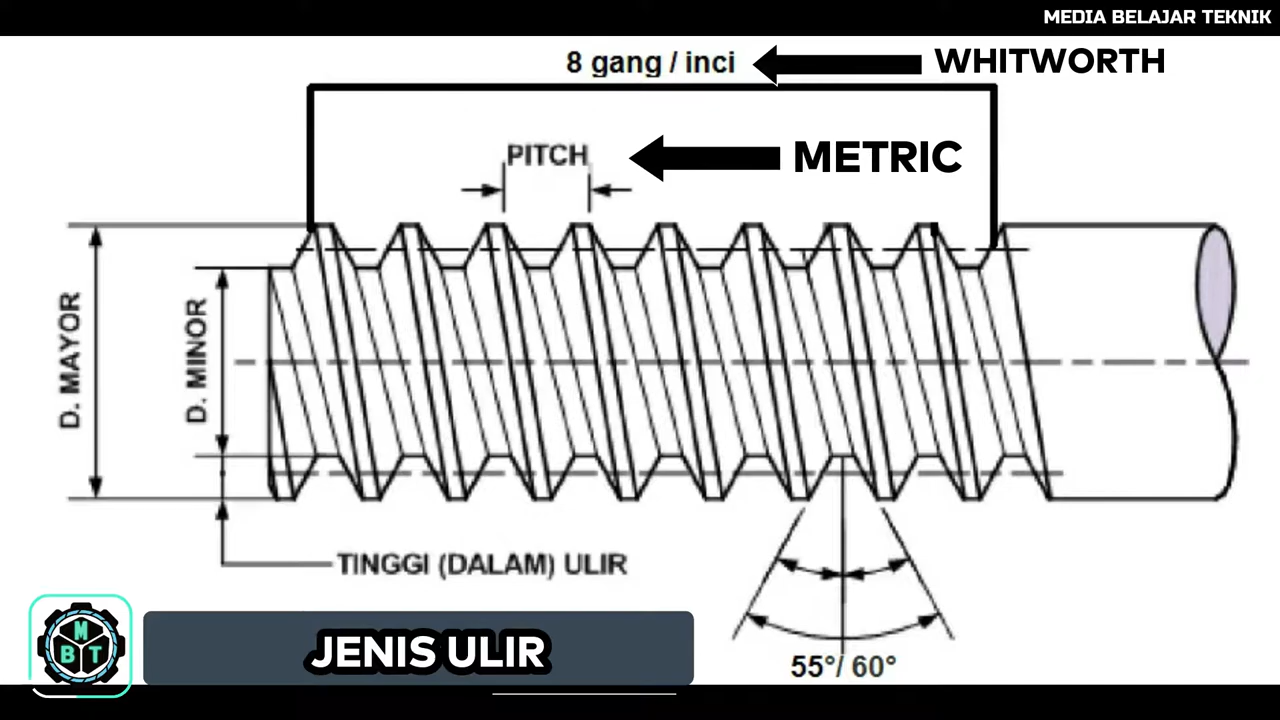 MEDIA BELAJAR TEKNIK
8 gang / inci
WHITWORTH
PITCH
METRIC
D. MAYOR
D. MINOR
TINGGI (DALAM) ULIR
M
B T
JENIS ULIR
55°/ 60°